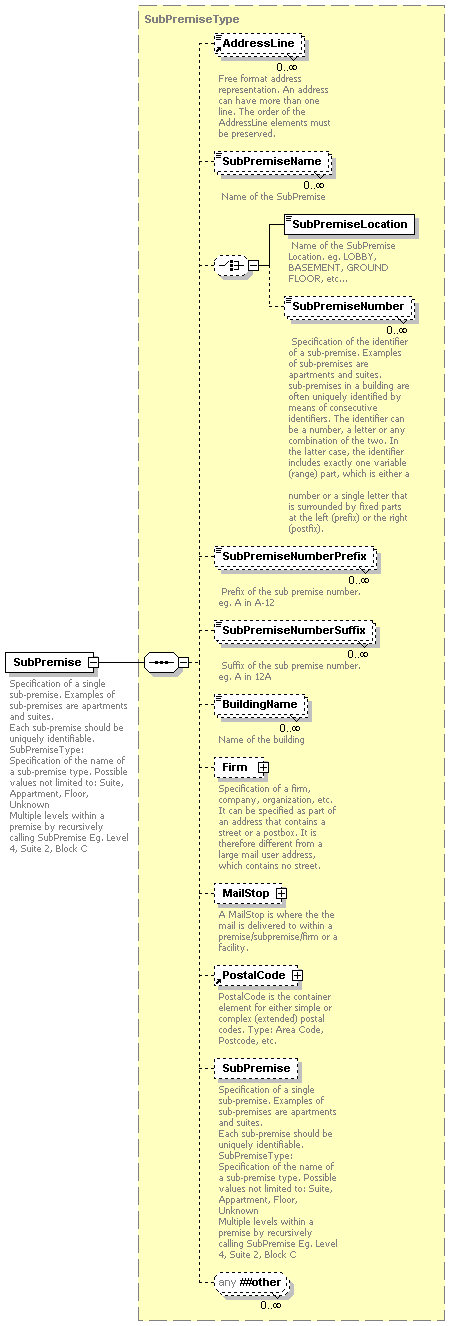 SubPremiseType
AddressLine
0..∞
Free format address
representation. An address
can have more than one
line. The order of the
AddressLine elements must
be preserved.
SubPremiseName
0..∞
Name of the SubPremise
SubPremiseLocation
Name of the SubPremise
Location. eg. LOBBY,
BASEMENT, GROUND
FLOOR, etc...
SubPremiseNumber
0..∞
Specification of the identifier
of a sub-premise. Examples
of sub-premises are
apartments and suites.
sub-premises in a building are
often uniquely identified by
means of consecutive
identifiers. The identifier can
be a number, a letter or any
combination of the two. In
the latter case, the identifier
includes exactly one variable
(range) part, which is either a
number or a single letter that
is surrounded by fixed parts
at the left (prefix) or the right
(postfix).
SubPremiseNumberPrefix
0..∞
Prefix of the sub premise number.
eg. A in A-12
SubPremiseNumberSuffix
0..∞
Suffix of the sub premise number.
eg. A in 12A
SubPremise
Specification of a single
sub-premise. Examples of
sub-premises are apartments
and suites.
Each sub-premise should be
uniquely identifiable.
SubPremiseType:
Specification of the name of
a sub-premise type. Possible
values not limited to: Suite,
Appartment, Floor,
Unknown
Multiple levels within a
premise by recursively
calling SubPremise Eg. Level
4, Suite 2, Block C
BuildingName
0..∞
Name of the building
Firm
Specification of a firm,
company, organization, etc.
It can be specified as part of
an address that contains a
street or a postbox. It is
therefore different from a
large mail user address,
which contains no street.
MailStop
A MailStop is where the the
mail is delivered to within a
premise/subpremise/firm or a
facility.
PostalCode
PostalCode is the container
element for either simple or
complex (extended) postal
codes. Type: Area Code,
Postcode, etc.
SubPremise
Specification of a single
sub-premise. Examples of
sub-premises are apartments
and suites.
Each sub-premise should be
uniquely identifiable.
SubPremiseType:
Specification of the name of
a sub-premise type. Possible
values not limited to: Suite,
Appartment, Floor,
Unknown
Multiple levels within a
premise by recursively
calling SubPremise Eg. Level
4, Suite 2, Block C
any ##other
0..∞